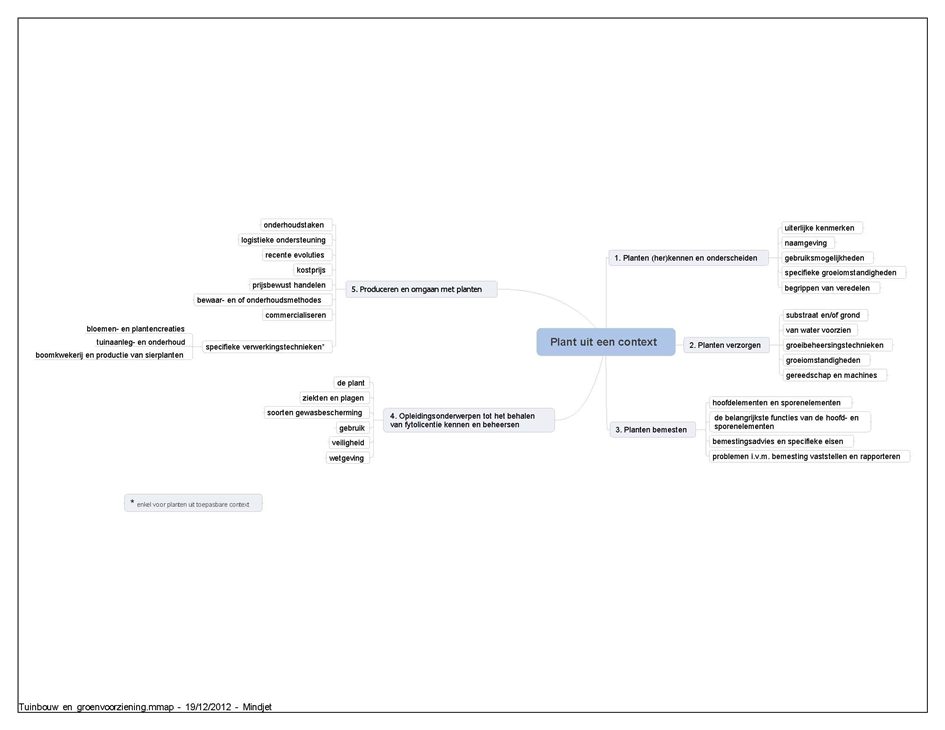 Plant uit een context
1. Planten (her)kennen en onderscheiden
uiterlijke kenmerken
naamgeving
gebruiksmogelijkheden
specifieke groeiomstandigheden
begrippen van veredelen
2. Planten verzorgen
substraat en/of grond
van water voorzien
groeibeheersingstechnieken
groeiomstandigheden
gereedschap en machines
3. Planten bemesten
hoofdelementen en sporenelementen
de belangrijkste functies van de hoofd- en
sporenelementen
bemestingsadvies en specifieke eisen
problemen i.v.m. bemesting vaststellen en rapporteren
4. Opleidingsonderwerpen tot het behalen
van fytolicentie kennen en beheersen
de plant
ziekten en plagen
soorten gewasbescherming
gebruik
veiligheid
wetgeving
5. Produceren en omgaan met planten
onderhoudstaken
logistieke ondersteuning
recente evoluties
kostprijs
prijsbewust handelen
bewaar- en of onderhoudsmethodes
commercialiseren
specifieke verwerkingstechnieken*
bloemen- en plantencreaties
tuinaanleg- en onderhoud
boomkwekerij en productie van sierplanten
* enkel voor planten uit toepasbare context
Tuinbouw en groenvoorziening.mmap - 19/12/2012 - Mindjet